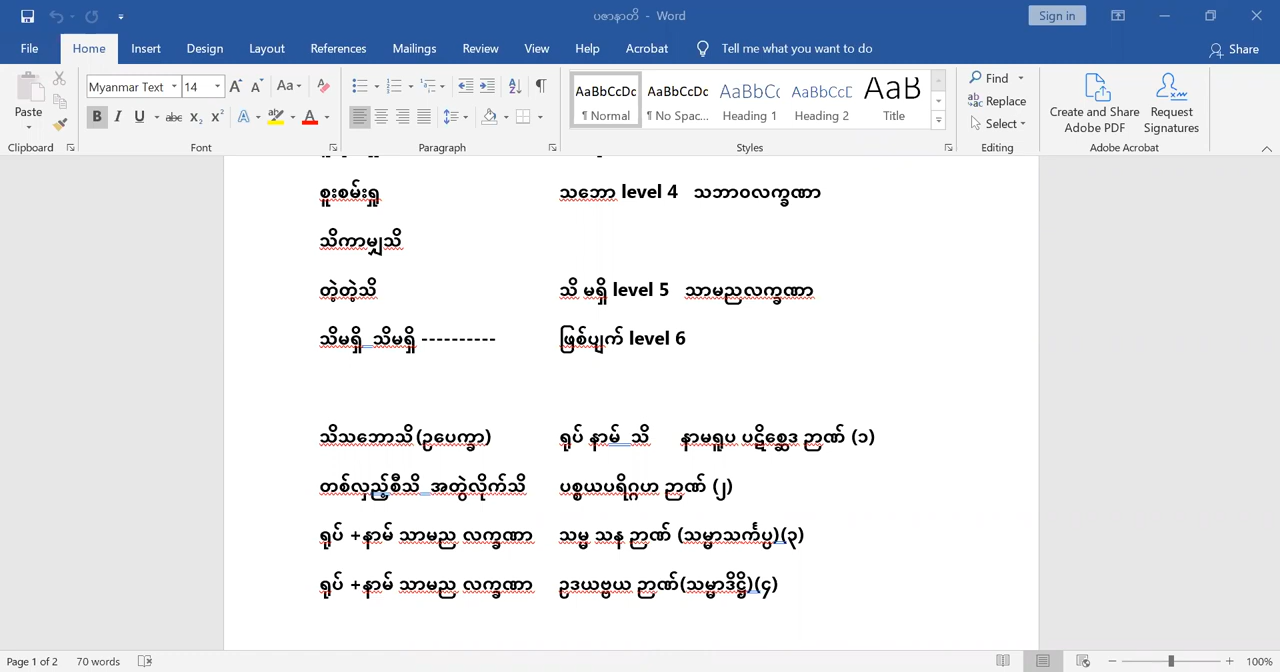 ပဇာနာတိ - Word
Sign in
File Home Insert Design Layout References Mailings Review View Help Acrobat Tell me what you want to do Share
Myanmar Text 14 Aa
Paste B I U abc X₂ X² A ab A
AaBbCcDc ¶ Normal
AaBbCcDc ¶ No Spac...
AaBbCc Heading 1
AaBbCcD Heading 2
AaB Title
Find
Replace
Select
Create and Share Adobe PDF
Request Signatures
Clipboard Font Paragraph Styles Editing Adobe Acrobat
စူးစမ်းရှု သဘော level 4 သဘာဝလက္ခဏာ
သိကာမျှသိ
တွဲတွဲသိ သိ မရှိ level 5 သာမညလက္ခဏာ
သိမရှိ သိမရှိ ---------- ဖြစ်ပျက် level 6
သိသဘောသိ(ဥပေက္ခာ) ရုပ် နာမ် သိ နာမရူပ ပဋိစ္ဆေဒ ဉာဏ် (၁)
တစ်လှည့်စီသိ အတွဲလိုက်သိ ပစ္စယပရိဂ္ဂဟ ဉာဏ် (၂)
ရုပ် +နာမ် သာမည လက္ခဏာ သမ္မ သန ဉာဏ် (သမ္မာသင်္ကပ္ပ)(၃)
ရုပ် +နာမ် သာမည လက္ခဏာ ဥဒယဗ္ဗယ ဉာဏ်(သမ္မာဒိဋ္ဌိ)(၄)
Page 1 of 2 70 words 100%